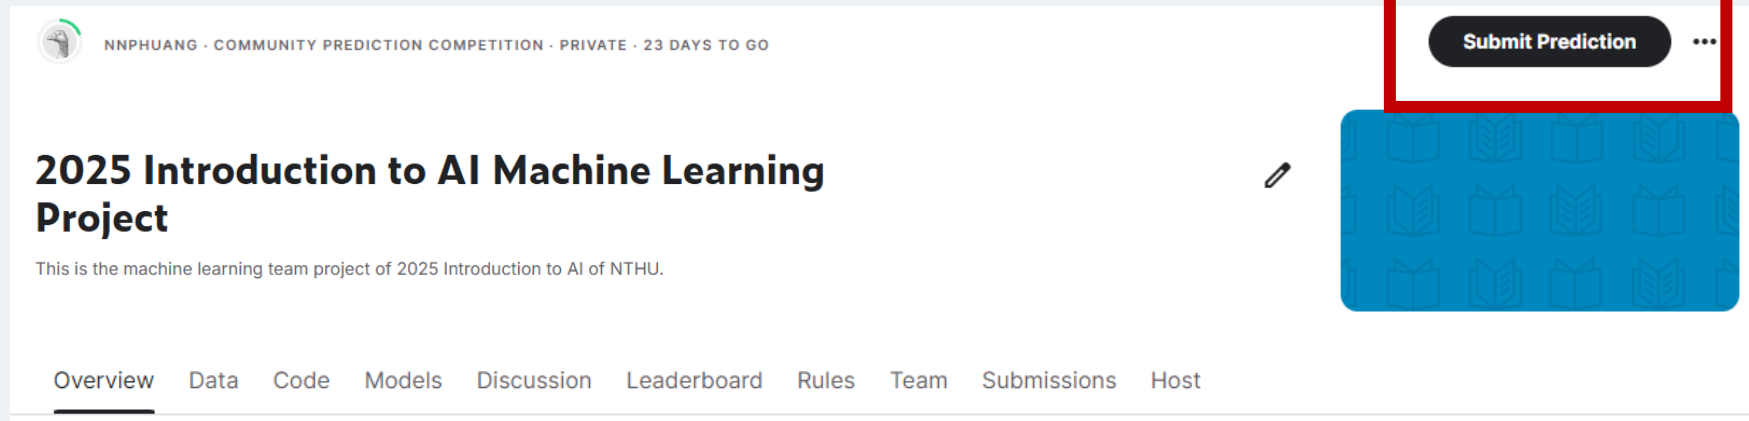 NNPHUANG · COMMUNITY PREDICTION COMPETITION · PRIVATE · 23 DAYS TO GO
Submit Prediction
2025 Introduction to AI Machine Learning
Project
This is the machine learning team project of 2025 Introduction to AI of NTHU.
Overview Data Code Models Discussion Leaderboard Rules Team Submissions Host